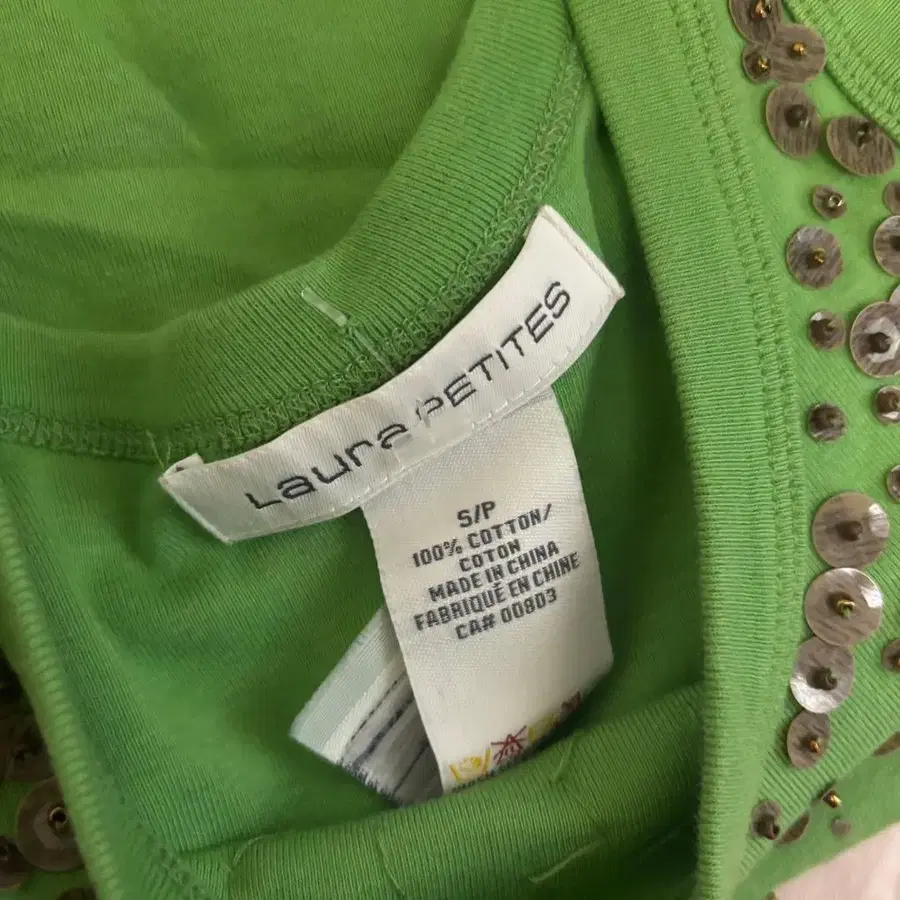 Laura PETITES
S/P
100% COTTON/
COTON
MADE IN CHINA
FABRIQUÉ EN CHINE
CA# 00803